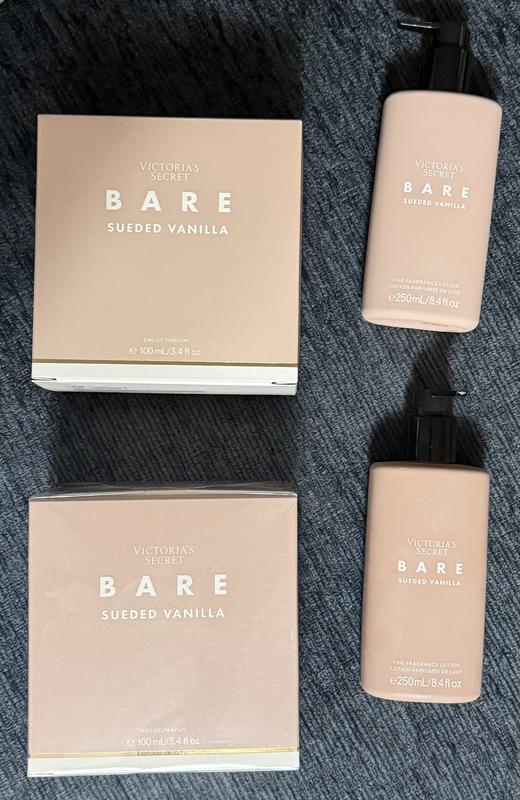 VICTORIA'S
SECRET
BARE
SUEDED VANILLA
EAU DE PARFUM
℮ 100 mL/3.4 fl oz
VICTORIA'S
SECRET
BARE
SUEDED VANILLA
FINE FRAGRANCE LOTION
LOTION PARFUMÉE DE LUXE
℮250mL/8.4fl oz
VICTORIA'S
SECRET
BARE
SUEDED VANILLA
EAU DE PARFUM
℮ 100 mL/3.4 fl oz
VICTORIA'S
SECRET
BARE
SUEDED VANILLA
FINE FRAGRANCE LOTION
LOTION PARFUMÉE DE LUXE
℮250mL/8.4fl oz